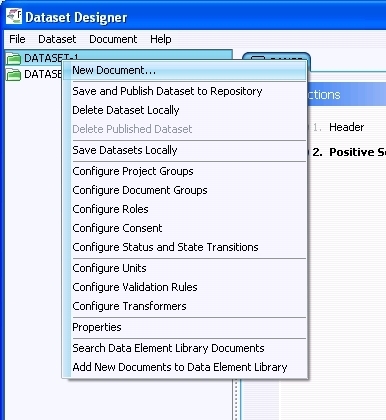 Dataset Designer
File Dataset Document Help
DATASET-1
DATASE
New Document...
Save and Publish Dataset to Repository
Delete Dataset Locally
Delete Published Dataset
Save Datasets Locally
Configure Project Groups
Configure Document Groups
Configure Roles
Configure Consent
Configure Status and State Transitions
Configure Units
Configure Validation Rules
Configure Transformers
Properties
Search Data Element Library Documents
Add New Documents to Data Element Library
ctions
1. Header
2. Positive Se